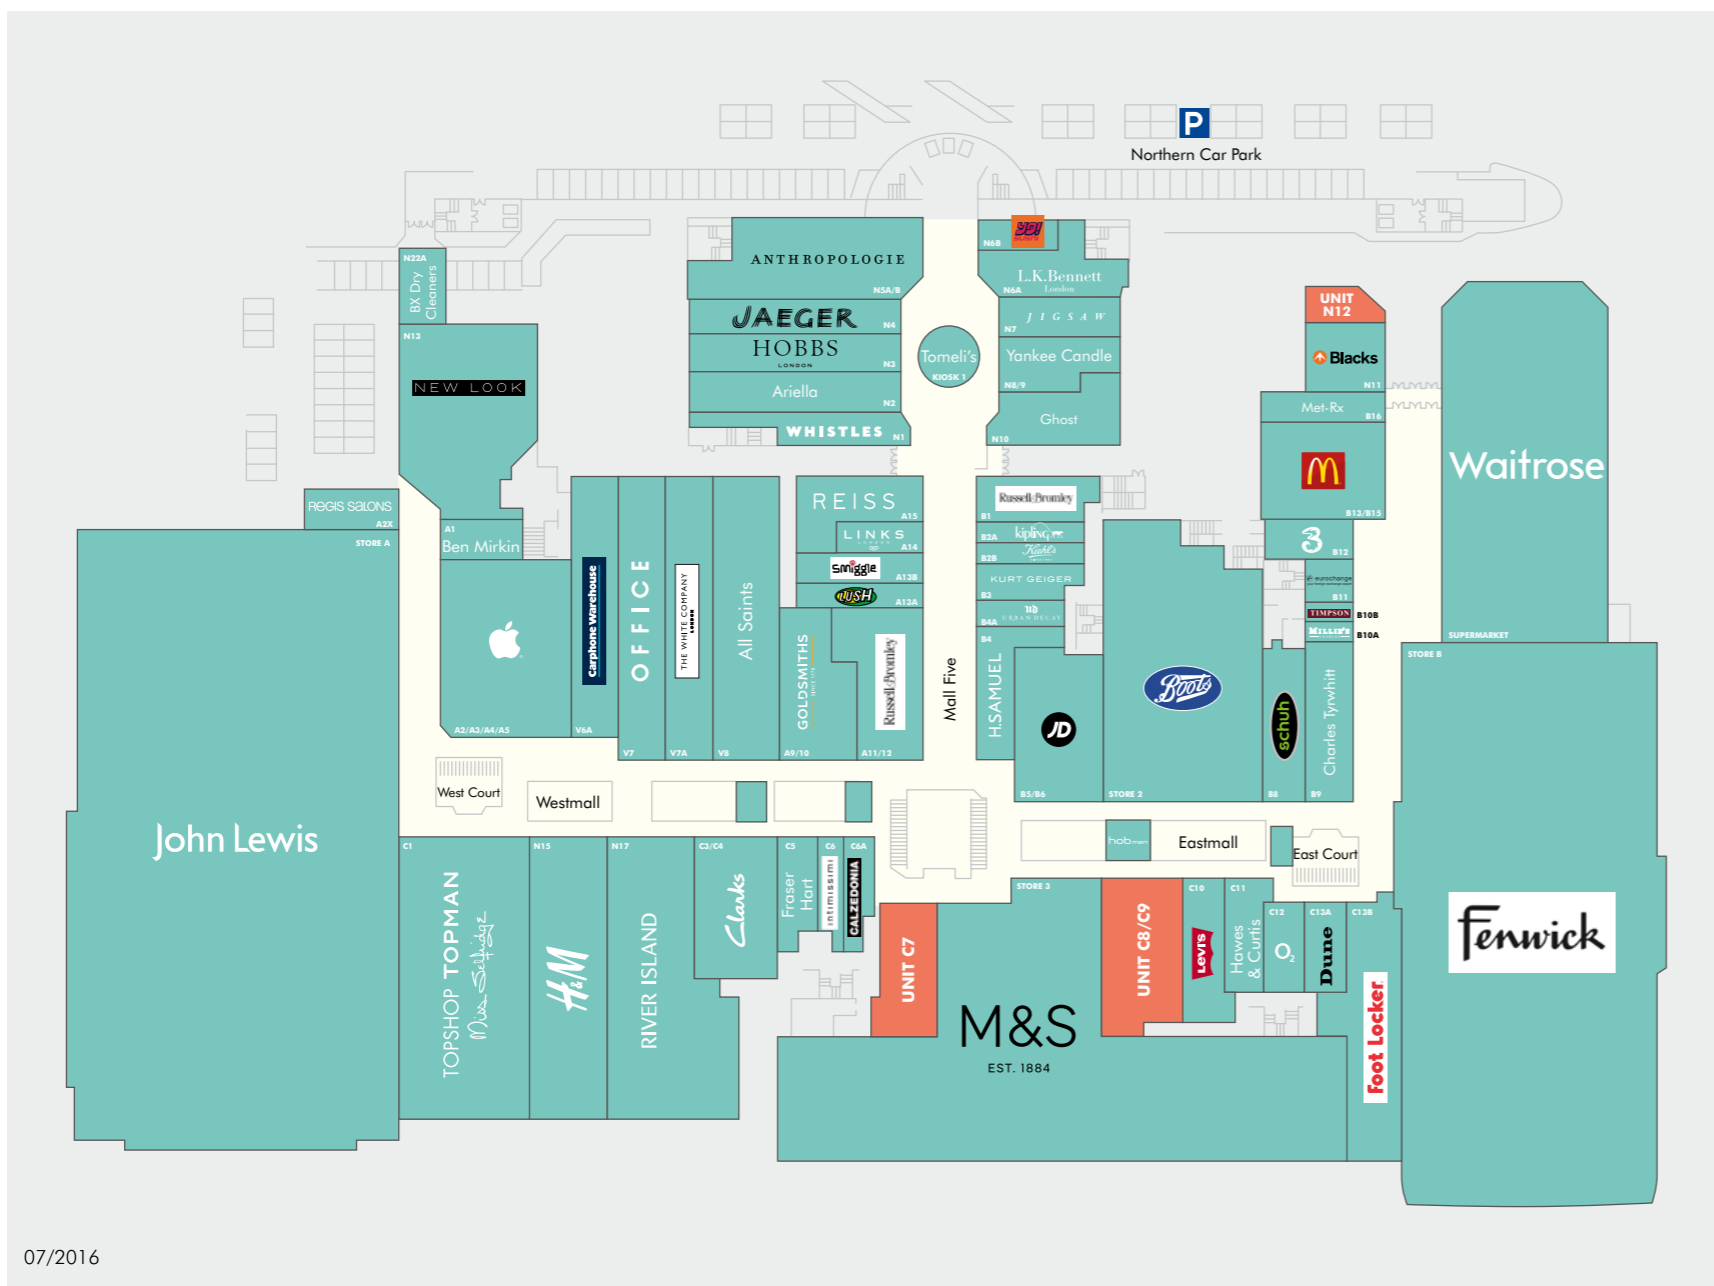 P
Northern Car Park
N22A
BX Dry
Cleaners
N13
NEW LOOK
ANTHROPOLOGIE
N5A/B
JAEGER
N4
HOBBS
LONDON
N3
Ariella
N2
WHISTLES
N1
YO!
SUSHI
N6B
L.K.Bennett
London
N6A
JIGSAW
N7
Yankee Candle
N8/9
Ghost
N10
Tomeli's
KIOSK 1
UNIT
N12
Blacks
N11
Met-Rx
B16
B13/B15
3
B12
eurochange
B11
TIMPSON
B10B
MILLIE'S
B10A
Waitrose
SUPERMARKET
REGIS SALONS
A2X
STORE A
John Lewis
A1
Ben Mirkin
A2/A3/A4/A5
Carphone Warehouse
V6A
OFFICE
V7
THE WHITE COMPANY
LONDON
V7A
All Saints
V8
REISS
A15
LINKS
LONDON
A14
smiggle
A13B
LUSH
A13A
GOLDSMITHS
A9/10
Russell&Bromley
A11/12
Mall Five
Russell&Bromley
B1
kipling
B2A
Kiehl's
B2B
KURT GEIGER
B3
UD
URBAN DECAY
B4A
B4
H.SAMUEL
JD
B5/B6
Boots
STORE 2
schuh
B8
Charles Tyrwhitt
B9
STORE B
Fenwick
West Court
Westmall
hobman
Eastmall
East Court
C1
TOPSHOP TOPMAN
Miss Selfridge
N15
H&M
N17
RIVER ISLAND
C3/C4
Clarks
C5
Fraser
Hart
C6
intimissimi
C6A
CALZEDONIA
UNIT C7
STORE 3
M&S
EST. 1884
UNIT C8/C9
C10
Levi's
C11
Hawes
& Curtis
C12
O2
C13A
Dune
C13B
Foot Locker
07/2016